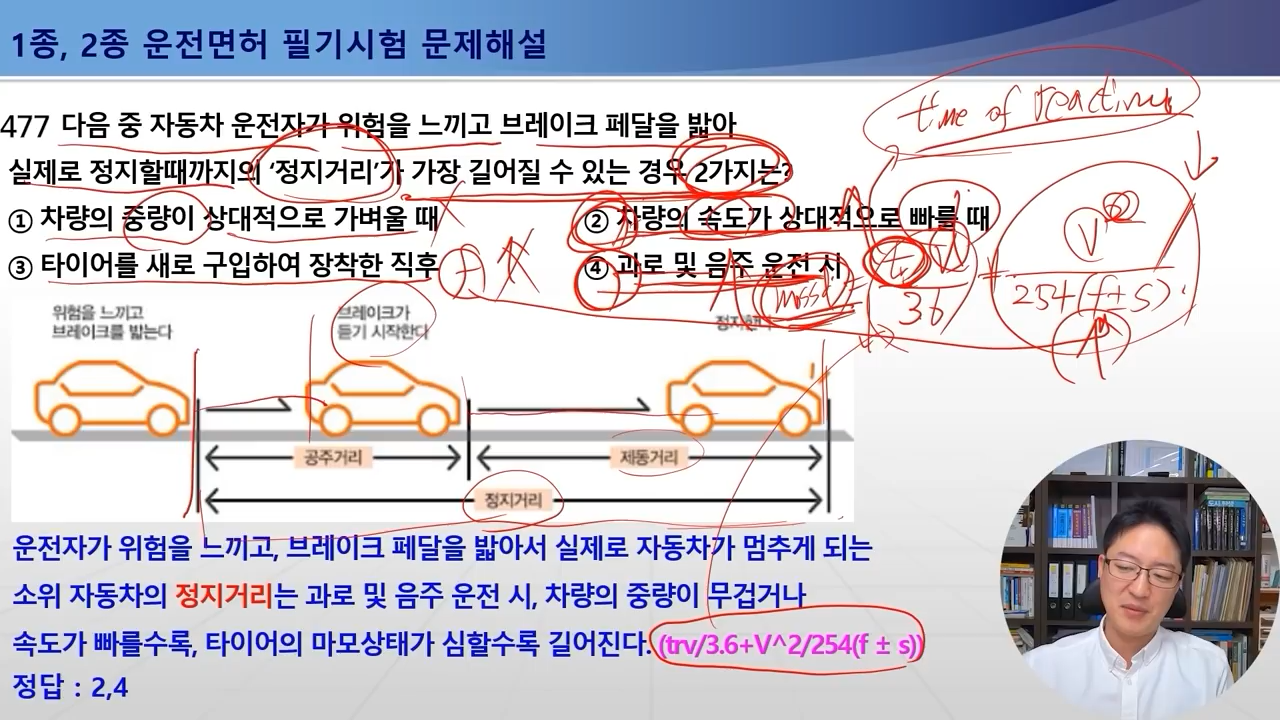 1종, 2종 운전면허 필기시험 문제해설
time of reaction
477 다음 중 자동차 운전자가 위험을 느끼고 브레이크 페달을 밟아
실제로 정지할때까지의 '정지거리'가 가장 길어질 수 있는 경우 2가지는?
① 차량의 중량이 상대적으로 가벼울 때
② 차량의 속도가 상대적으로 빠를 때
③ 타이어를 새로 구입하여 장착한 직후
④ 과로 및 음주 운전 시
V
36
254(f±s)
위험을 느끼고
브레이크를 밟는다
브레이크가
듣기 시작한다
공주거리
제동거리
정지거리
운전자가 위험을 느끼고, 브레이크 페달을 밟아서 실제로 자동차가 멈추게 되는
소위 자동차의 정지거리는 과로 및 음주 운전 시, 차량의 중량이 무겁거나
속도가 빠를수록, 타이어의 마모상태가 심할수록 길어진다. (trv/3.6+V^2/254(f ± s))
정답 : 2,4